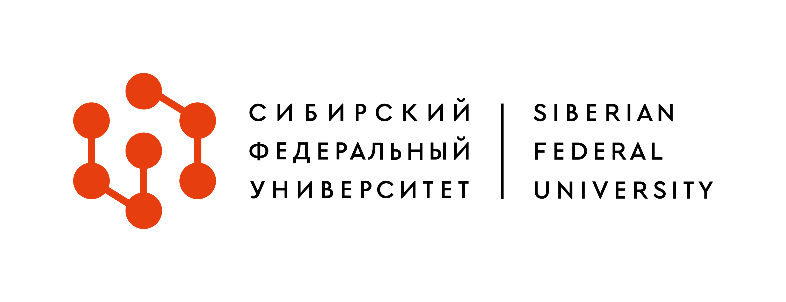 СИБИРСКИЙ
ФЕДЕРАЛЬНЫЙ
УНИВЕРСИТЕТ
SIBERIAN
FEDERAL
UNIVERSITY